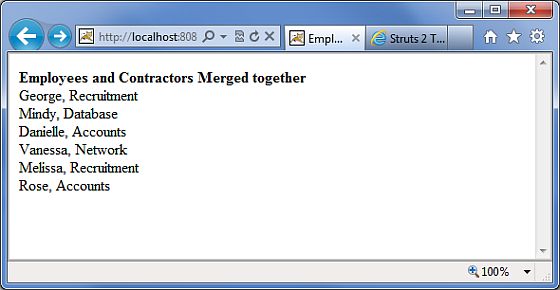 http://localhost:808
Empl...
Struts 2 T...
Employees and Contractors Merged together
George, Recruitment
Mindy, Database
Danielle, Accounts
Vanessa, Network
Melissa, Recruitment
Rose, Accounts
100%